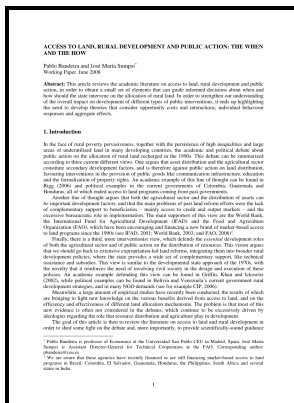 ACCESS TO LAND, RURAL DEVELOPMENT AND PUBLIC ACTION: THE WHEN
AND THE HOW
Pablo Bandeira and José María Sumpsi*
Working Paper, June 2008
Abstract: This article reviews the academic literature on access to land, rural development and
public action, in order to obtain a small set of elements that can guide informed decisions about when and
how should the state intervene on the allocation of rural land. In order to strengthen our understanding
of the overall impact on development of different types of public interventions, it ends up highlighting
the need to develop theories that consider opportunity costs and interactions, individual behaviour
responses and aggregate effects.
1. Introduction
In the face of rural poverty pervasiveness, together with the persistence of high inequalities and large
areas of underutilized land in many developing countries, the academic and political debate about
public action on the allocation of rural land recharged in the 1990s. This debate can be summarized
according to three current different views. One argues that asset distribution and the agricultural sector
constitute secondary development factors, and is therefore against public action on land distribution,
favouring interventions in the provision of public goods like communication infrastructure, education
and the formalization of property rights. An academic example of this line of thought can be found in
Rigg (2006) and political examples in the current governments of Colombia, Guatemala and
Honduras, all of which ended access to land programs coming from past governments.
Another line of thought argues that both the agricultural sector and the distribution of assets can
be important development factors, and that the main problems of past land reform efforts were the lack
of complementary support to beneficiaries – mainly access to credit and output markets – and the
excessive bureaucratic role in implementation. The main supporters of this view are the World Bank,
the International Fund for Agricultural Development (IFAD) and the Food and Agriculture
Organization (FAO), which have been encouraging and financing a new brand of market-based access
to land programs since the 1990s (see IFAD, 2001; World Bank, 2003; and FAO, 2006)¹.
Finally, there is a third, more interventionist view, which defends the essential development roles
of both the agricultural sector and of public action on the distribution of resources. This vision argues
that we should go back to extensive expropriation-led land reforms, integrating them into broader rural
development policies, where the state provides a wide set of complementary support, like technical
assistance and subsidies. This view is similar to the developmental state approach of the 1970s, with
the novelty that it reinforces the need of involving civil society in the design and execution of these
policies. An academic example defending this view can be found in Griffin, Khan and Ickowitz
(2002), while political examples can be found in Bolivia and Venezuela's current government rural
development strategies, and in many NGO demands (see for example CIP, 2006).
Meanwhile, a large amount of empirical studies have recently been conducted, the results of which
are bringing to light new knowledge on the various benefits derived from access to land, and on the
efficiency and effectiveness of different land allocation mechanisms. The problem is that most of this
new evidence is often not considered in the debates, which continue to be excessively driven by
ideologies regarding the role that resource distribution and agriculture play in development.
The goal of this article is then to review the literature on access to land and rural development in
order to shed some light on the debate and, more importantly, to provide scientifically-sound guidance
* Pablo Bandeira is professor of Economics at the Universidad San Pablo CEU in Madrid, Spain. José María
Sumpsi is Assistant Director-General for Technical Cooperation in the FAO. Corresponding author:
pbandeira@ceu.es
¹ We are aware that these agencies have recently financed or are still financing market-based access to land
programs in Brazil, Colombia, El Salvador, Guatemala, Honduras, the Philippines, South Africa and several
states in India.
1